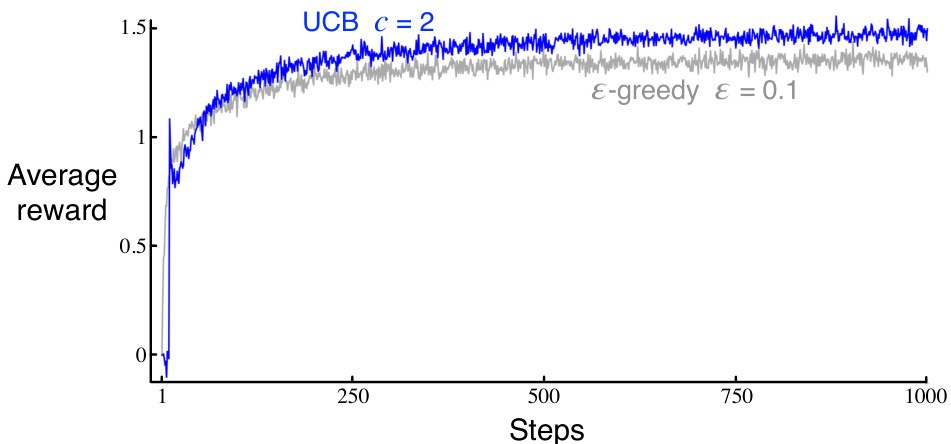 UCB c = 2
1.5
ε-greedy ε = 0.1
1
Average
reward
0.5
0
1 250 500 750 1000
Steps